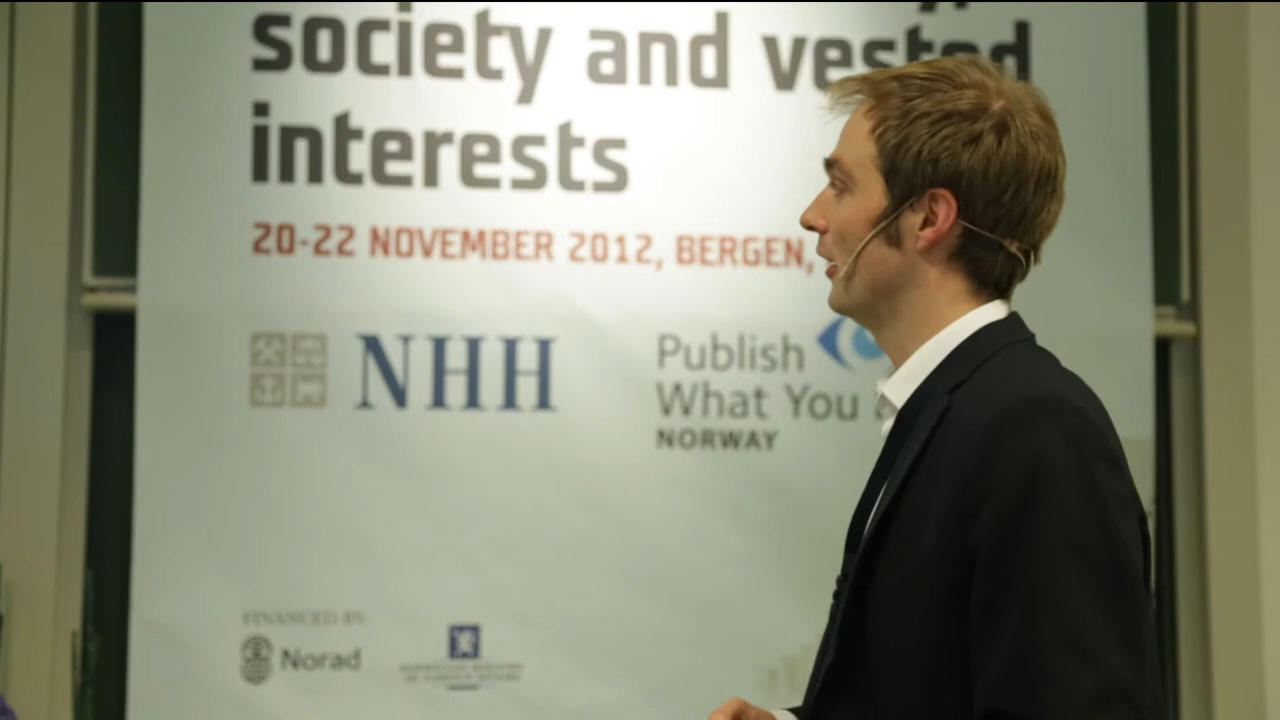 society and vested
interests
20-22 NOVEMBER 2012, BERGEN,
NHH
Publish
What You
NORWAY
FINANCED BY:
Norad